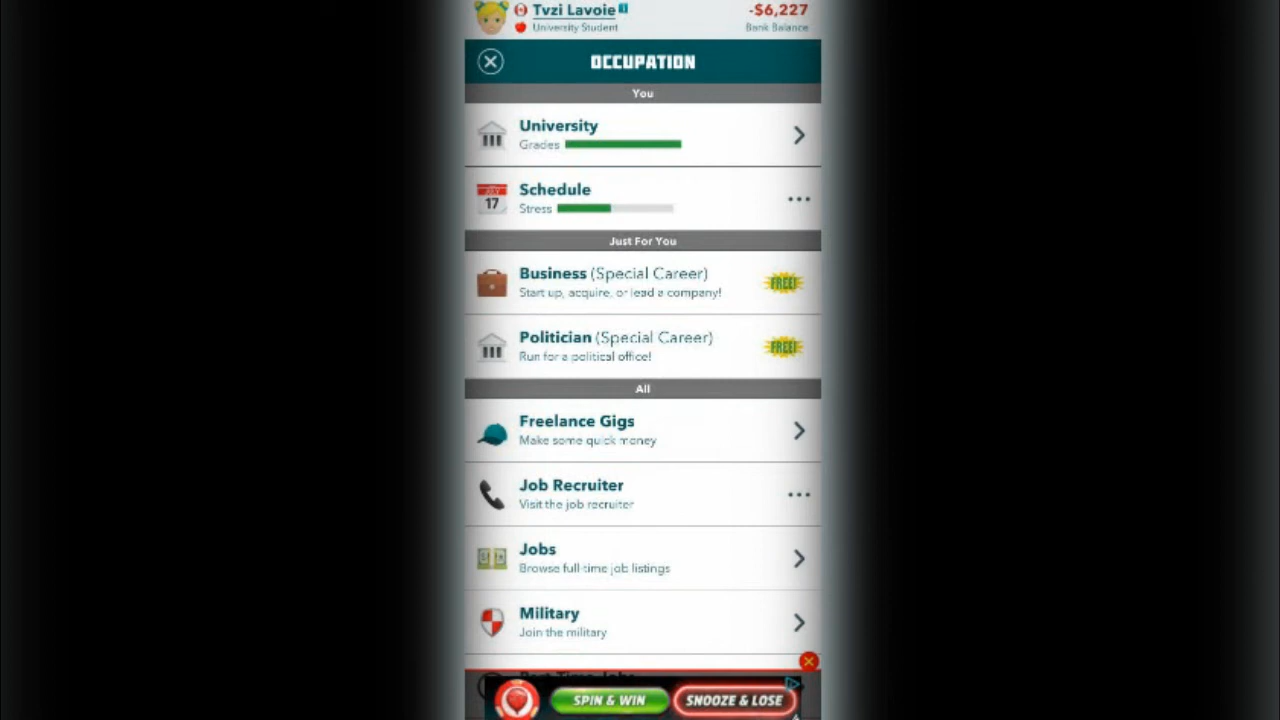 Tvzi Lavoie
-$6,227
University Student
Bank Balance
OCCUPATION
You
University
Grades
JULY
17
Schedule
Stress
Just For You
Business (Special Career)
Start up, acquire, or lead a company!
FREE!
Politician (Special Career)
Run for a political office!
FREE!
All
Freelance Gigs
Make some quick money
Job Recruiter
Visit the job recruiter
Jobs
Browse full-time job listings
Military
Join the military
Part-Time Jobs
SPIN & WIN
SNOOZE & LOSE